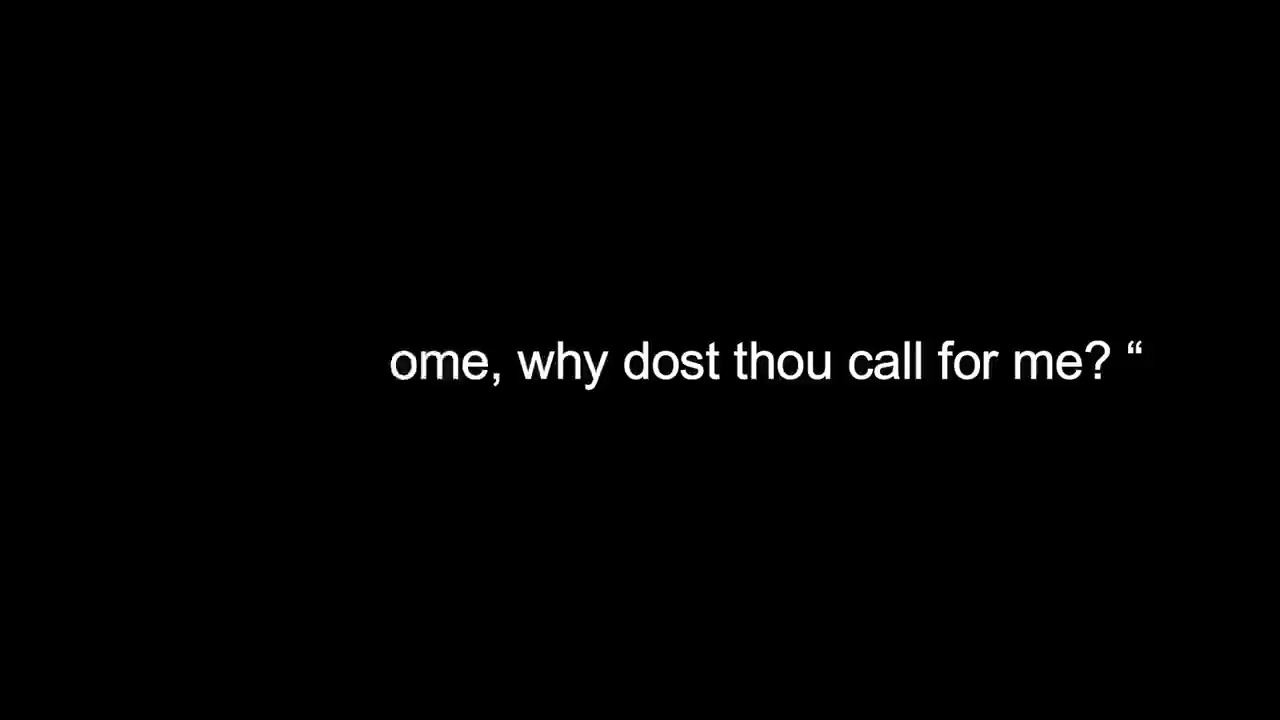 ome, why dost thou call for me? “